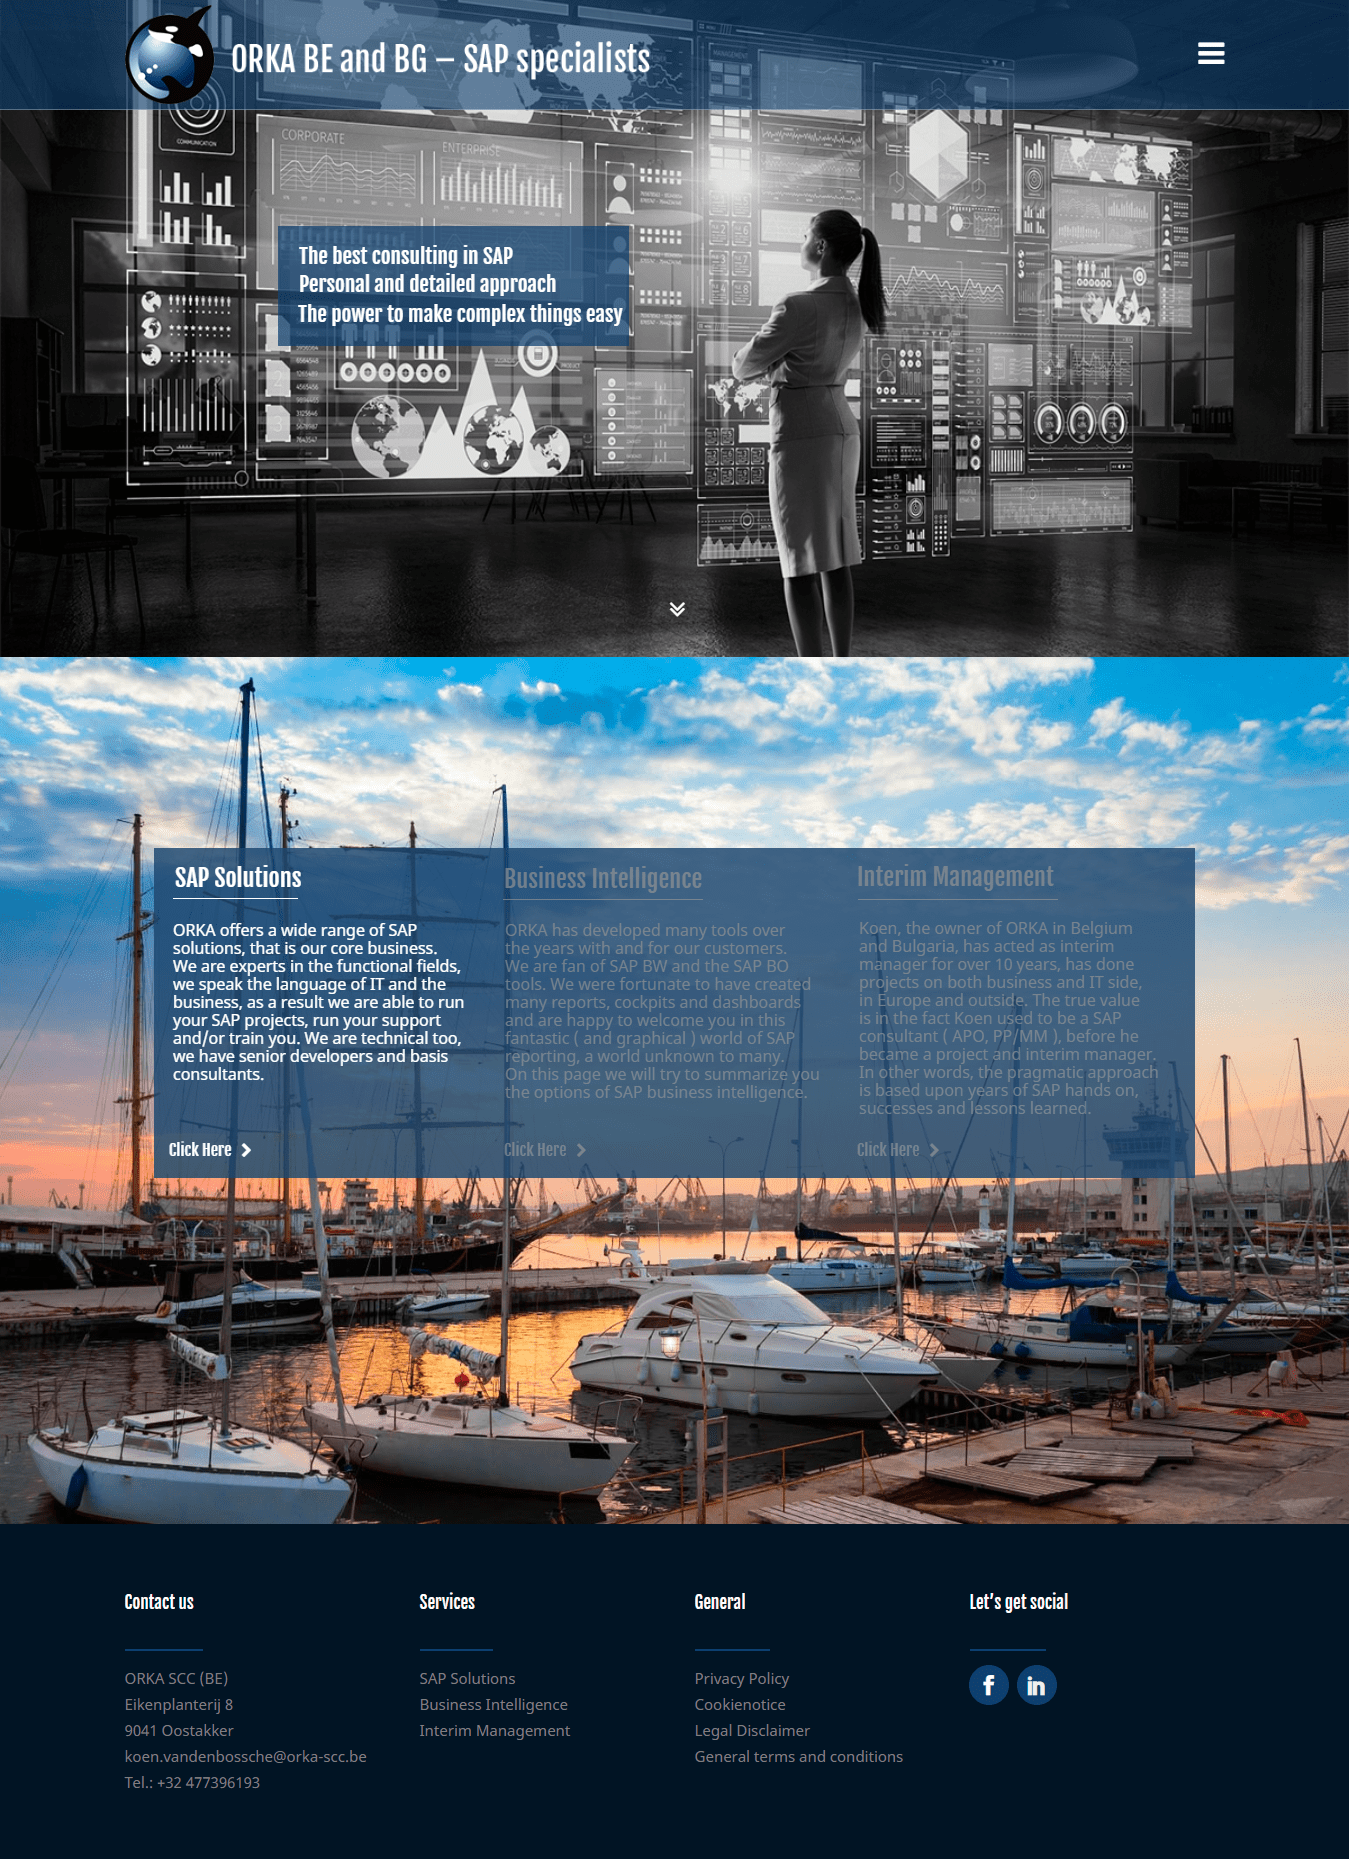 ORKA BE and BG – SAP specialists
COMMUNICATION
CORPORATE
ENTERPRISE
The best consulting in SAP
Personal and detailed approach
The power to make complex things easy
SAP Solutions
ORKA offers a wide range of SAP
solutions, that is our core business.
We are experts in the functional fields,
we speak the language of IT and the
business, as a result we are able to run
your SAP projects, run your support
and/or train you. We are technical too,
we have senior developers and basis
consultants.
Click Here
Business Intelligence
ORKA has developed many tools over
the years with and for our customers.
We are fan of SAP BW and the SAP BO
tools. We were fortunate to have created
many reports, cockpits and dashboards
and are happy to welcome you in this
fantastic ( and graphical ) world of SAP
reporting, a world unknown to many.
On this page we will try to summarize you
the options of SAP business intelligence.
Click Here
Interim Management
Koen, the owner of ORKA in Belgium
and Bulgaria, has acted as interim
manager for over 10 years, has done
projects on both business and IT side,
in Europe and outside. The true value
is in the fact Koen used to be a SAP
consultant ( APO, PP/MM ), before he
became a project and interim manager.
In other words, the pragmatic approach
is based upon years of SAP hands on,
successes and lessons learned.
Click Here
Contact us
ORKA SCC (BE)
Eikenplanterij 8
9041 Oostakker
koen.vandenbossche@orka-scc.be
Tel.: +32 477396193
Services
SAP Solutions
Business Intelligence
Interim Management
General
Privacy Policy
Cookienotice
Legal Disclaimer
General terms and conditions
Let's get social